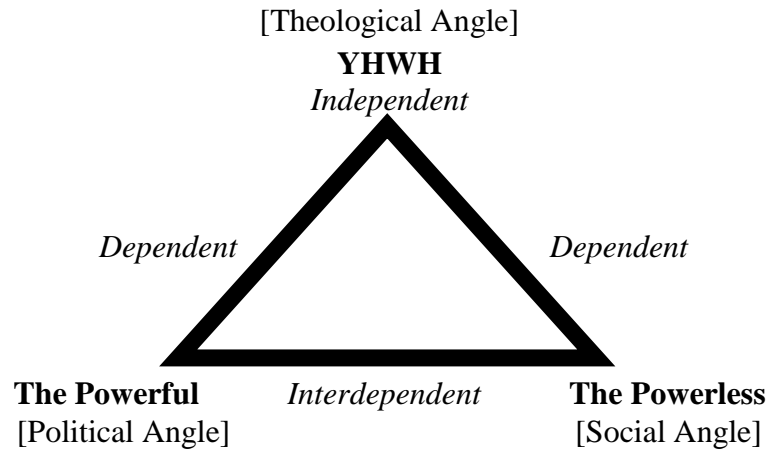 [Theological Angle]
YHWH
Independent
Dependent
Dependent
The Powerful
Interdependent
The Powerless
[Political Angle]
[Social Angle]